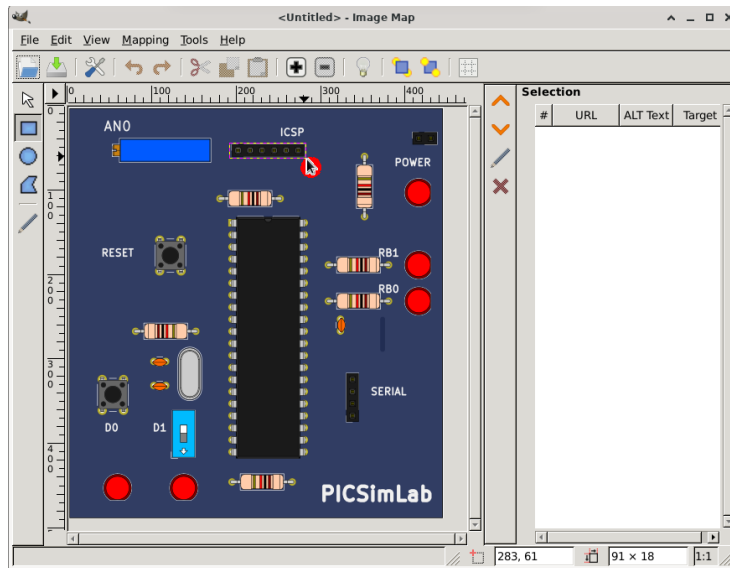 <Untitled> - Image Map
File Edit View Mapping Tools Help
0 100 200 300 400
Selection
# URL ALT Text Target
0
100
200
300
400
AN0
ICSP
POWER
RESET
RB1
RB0
SERIAL
D0 D1
PICSimLab
283, 61 91 × 18 1:1